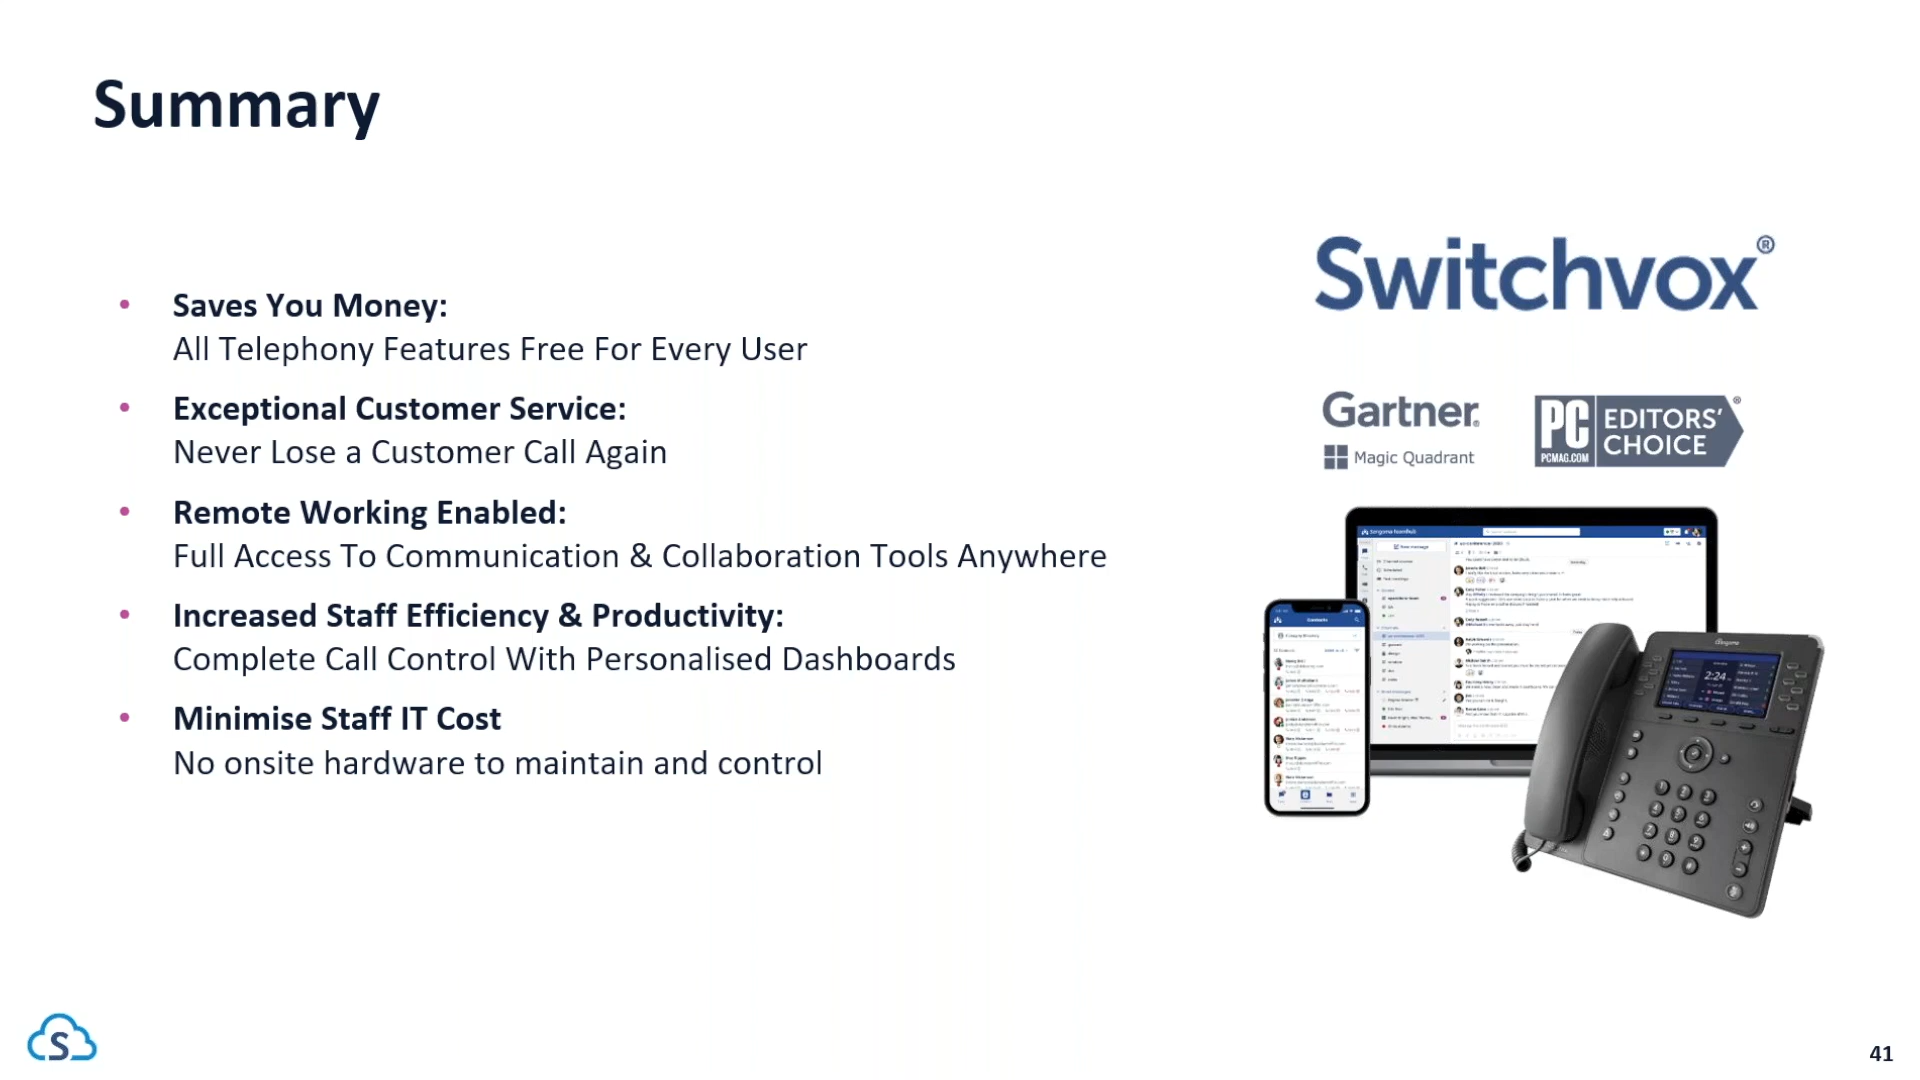 Summary
• Saves You Money:
All Telephony Features Free For Every User
• Exceptional Customer Service:
Never Lose a Customer Call Again
• Remote Working Enabled:
Full Access To Communication & Collaboration Tools Anywhere
• Increased Staff Efficiency & Productivity:
Complete Call Control With Personalised Dashboards
• Minimise Staff IT Cost
No onsite hardware to maintain and control
Switchvox®
Gartner®
Magic Quadrant
PC
PCMAG.COM
EDITORS'
CHOICE
®
2:24
S
41